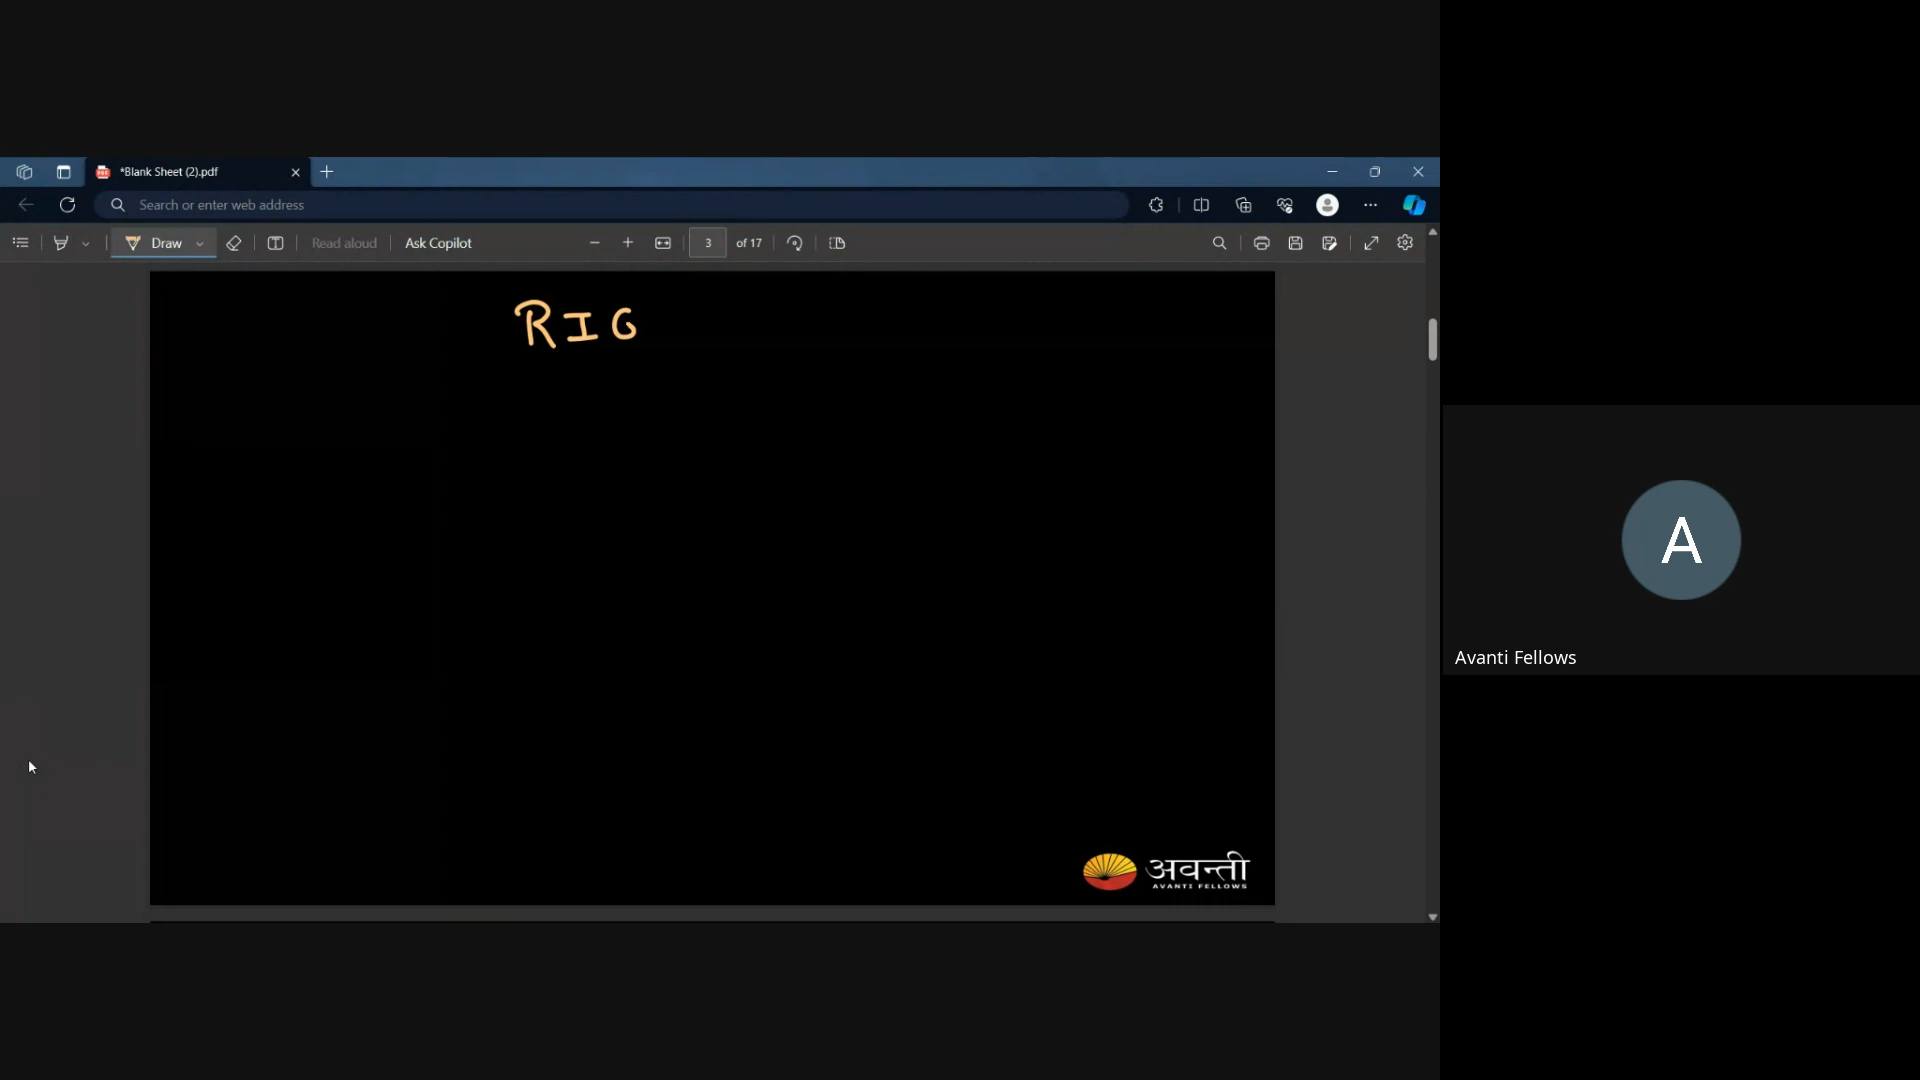 *Blank Sheet (2).pdf
Search or enter web address
Draw
Read aloud
Ask Copilot
3 of 17
RIG
अवन्ती
AVANTI FELLOWS
A
Avanti Fellows